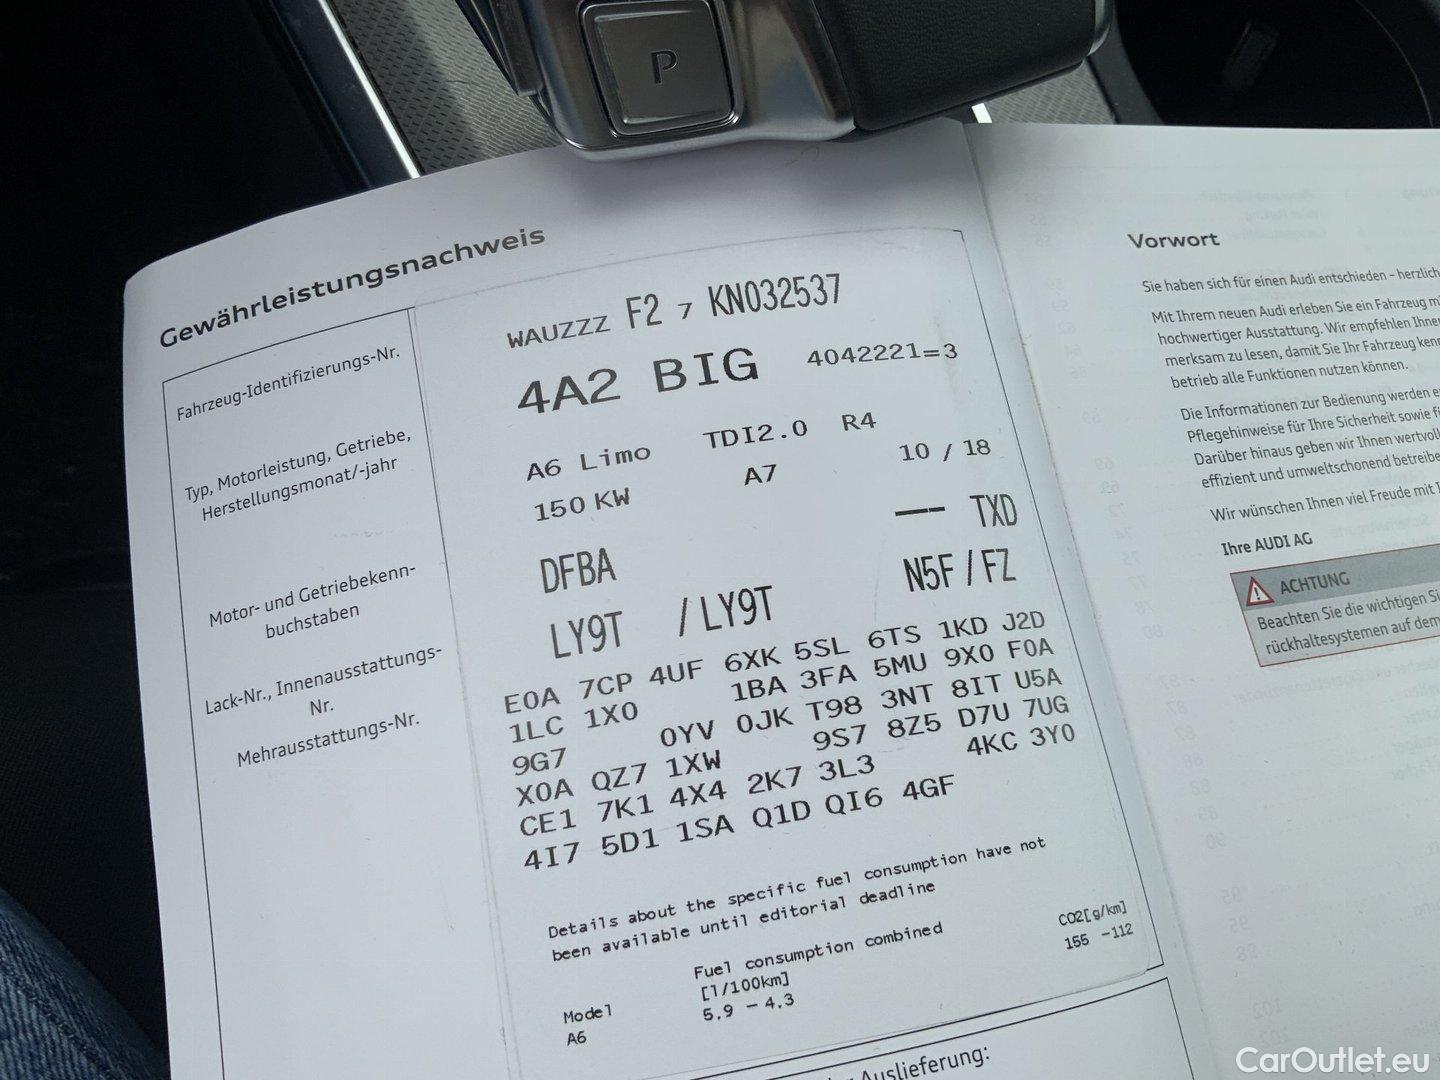 P
Gewährleistungsnachweis
Fahrzeug-Identifizierungs-Nr.
Typ, Motorleistung, Getriebe,
Herstellungsmonat/-jahr
Motor- und Getriebekenn-
buchstaben
Lack-Nr., Innenausstattungs-
Nr.
Mehrausstattungs-Nr.
WAUZZZ F2 7 KN032537
4A2 BIG 4042221=3
A6 Limo TDI2.0 R4
150 KW A7 10 / 18
DFBA -- TXD
LY9T /LY9T N5F / FZ
E0A 7CP 4UF 6XK 5SL 6TS 1KD J2D
1LC 1X0 1BA 3FA 5MU 9X0 F0A
9G7 0YV 0JK T98 3NT 8IT U5A
X0A QZ7 1XW 9S7 8Z5 D7U 7UG
CE1 7K1 4X4 2K7 3L3 4KC 3Y0
4I7 5D1 1SA Q1D QI6 4GF
Details about the specific fuel consumption have not
been available until editorial deadline
Fuel consumption combined CO2[g/km]
[l/100km] 155 -112
Model 5.9 - 4.3
A6
Auslieferung:
Vorwort
Sie haben sich für einen Audi entschieden – herzlich
Mit Ihrem neuen Audi erleben Sie ein Fahrzeug
hochwertiger Ausstattung. Wir empfehlen Ihnen
merksam zu lesen, damit Sie Ihr Fahrzeug
betrieb alle Funktionen nutzen können.
Die Informationen zur Bedienung werden
Pflegehinweise für Ihre Sicherheit sowie
Darüber hinaus geben wir Ihnen
effizient und umweltschonend
Wir wünschen Ihnen viel Freude mit
Ihre AUDI AG
ACHTUNG
Beachten Sie die wichtigen
rückhaltesystemen auf
CarOutlet.eu